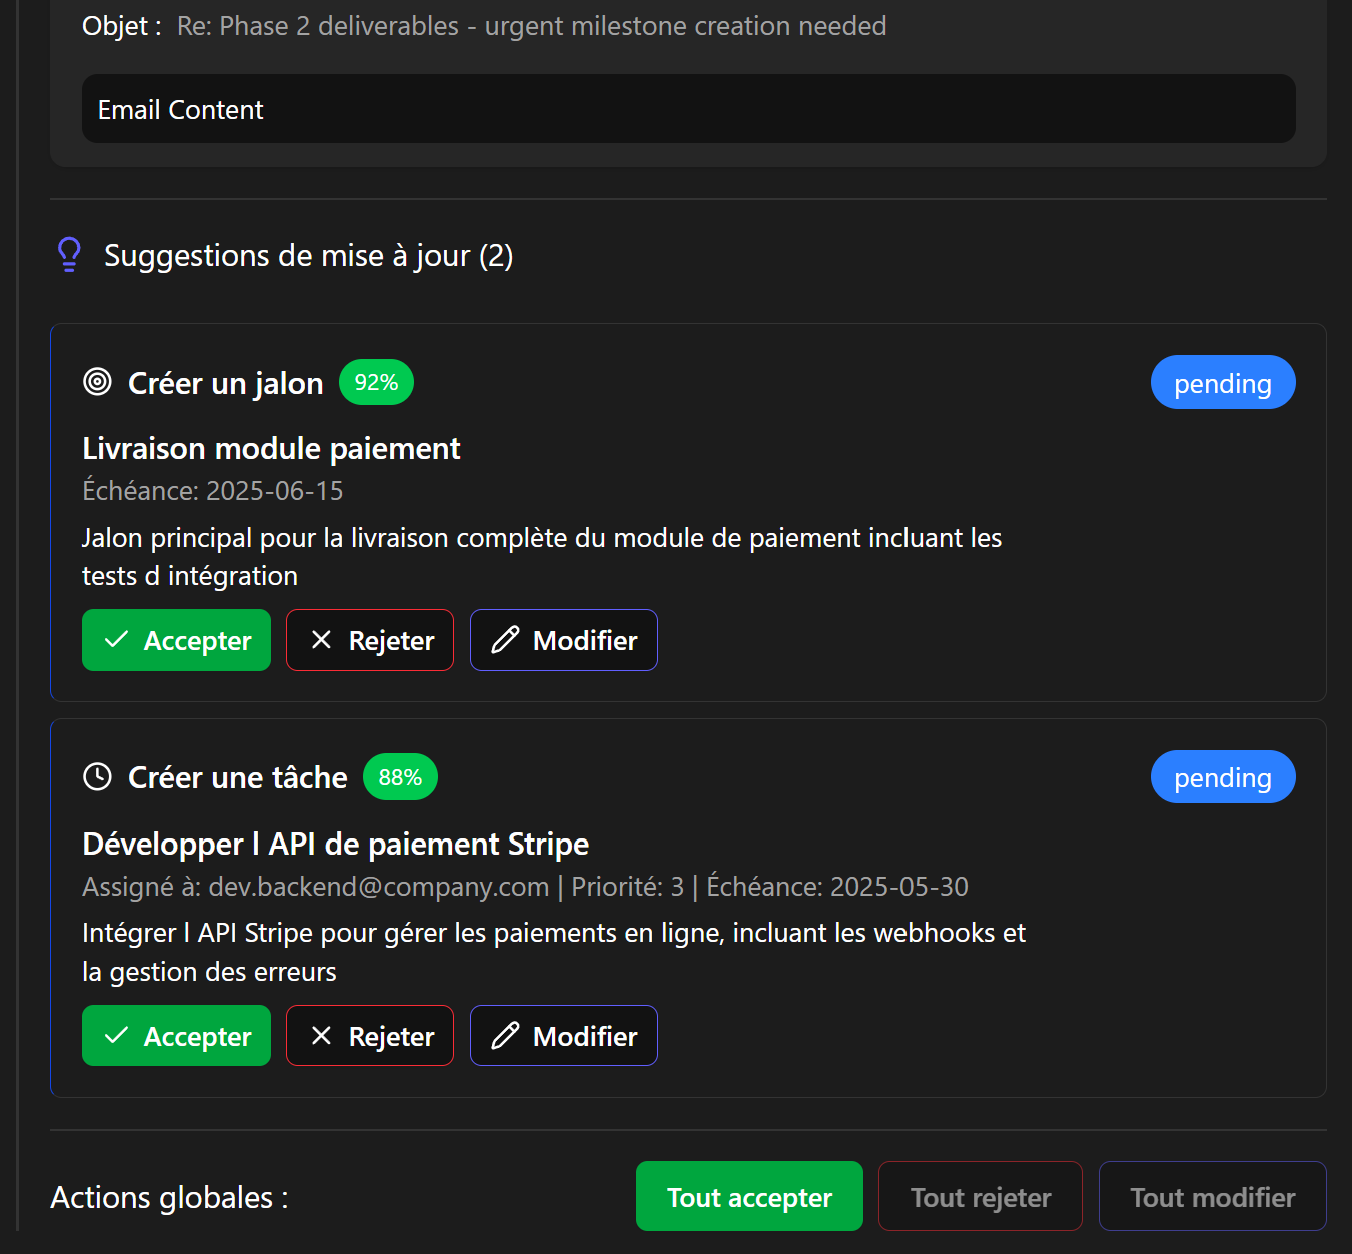 Objet : Re: Phase 2 deliverables - urgent milestone creation needed
Email Content
Suggestions de mise à jour (2)
Créer un jalon 92% pending
Livraison module paiement
Échéance: 2025-06-15
Jalon principal pour la livraison complète du module de paiement incluant les
tests d intégration
Accepter Rejeter Modifier
Créer une tâche 88% pending
Développer l API de paiement Stripe
Assigné à: dev.backend@company.com | Priorité: 3 | Échéance: 2025-05-30
Intégrer l API Stripe pour gérer les paiements en ligne, incluant les webhooks et
la gestion des erreurs
Accepter Rejeter Modifier
Actions globales : Tout accepter Tout rejeter Tout modifier